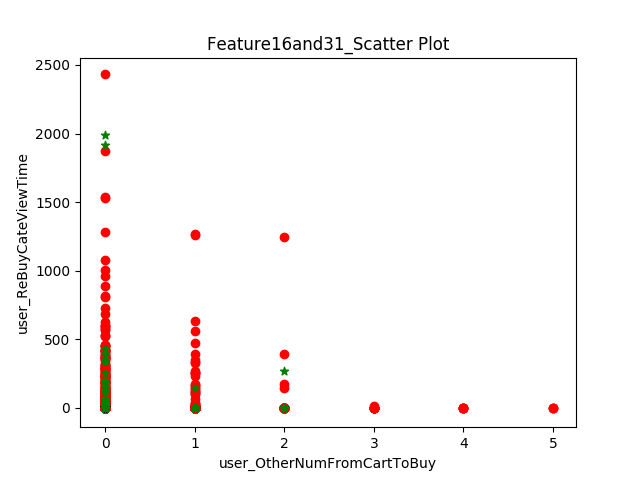 Feature16and31_Scatter Plot
2500
2000
1500
1000
500
0
user_ReBuyCateViewTime
0 1 2 3 4 5
user_OtherNumFromCartToBuy